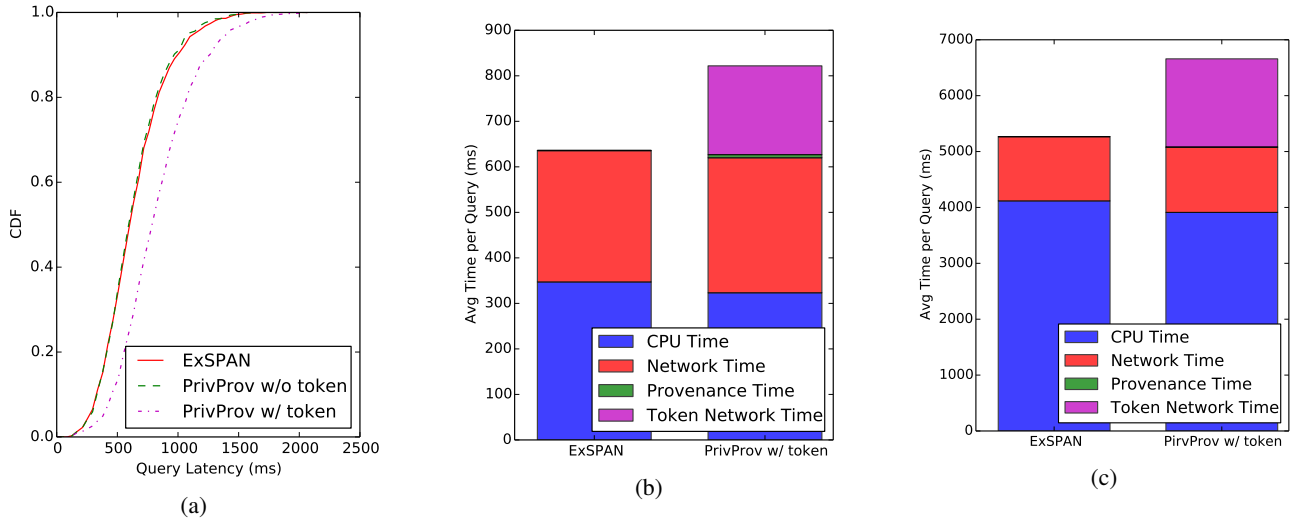 1.0
0.8
0.6
0.4
0.2
0.0
CDF
0 500 1000 1500 2000 2500
Query Latency (ms)
ExSPAN
PrivProv w/o token
PrivProv w/ token
(a)
900
800
700
600
500
400
300
200
100
0
Avg Time per Query (ms)
CPU Time
Network Time
Provenance Time
Token Network Time
ExSPAN PrivProv w/ token
(b)
7000
6000
5000
4000
3000
2000
1000
0
Avg Time per Query (ms)
CPU Time
Network Time
Provenance Time
Token Network Time
ExSPAN PirvProv w/ token
(c)